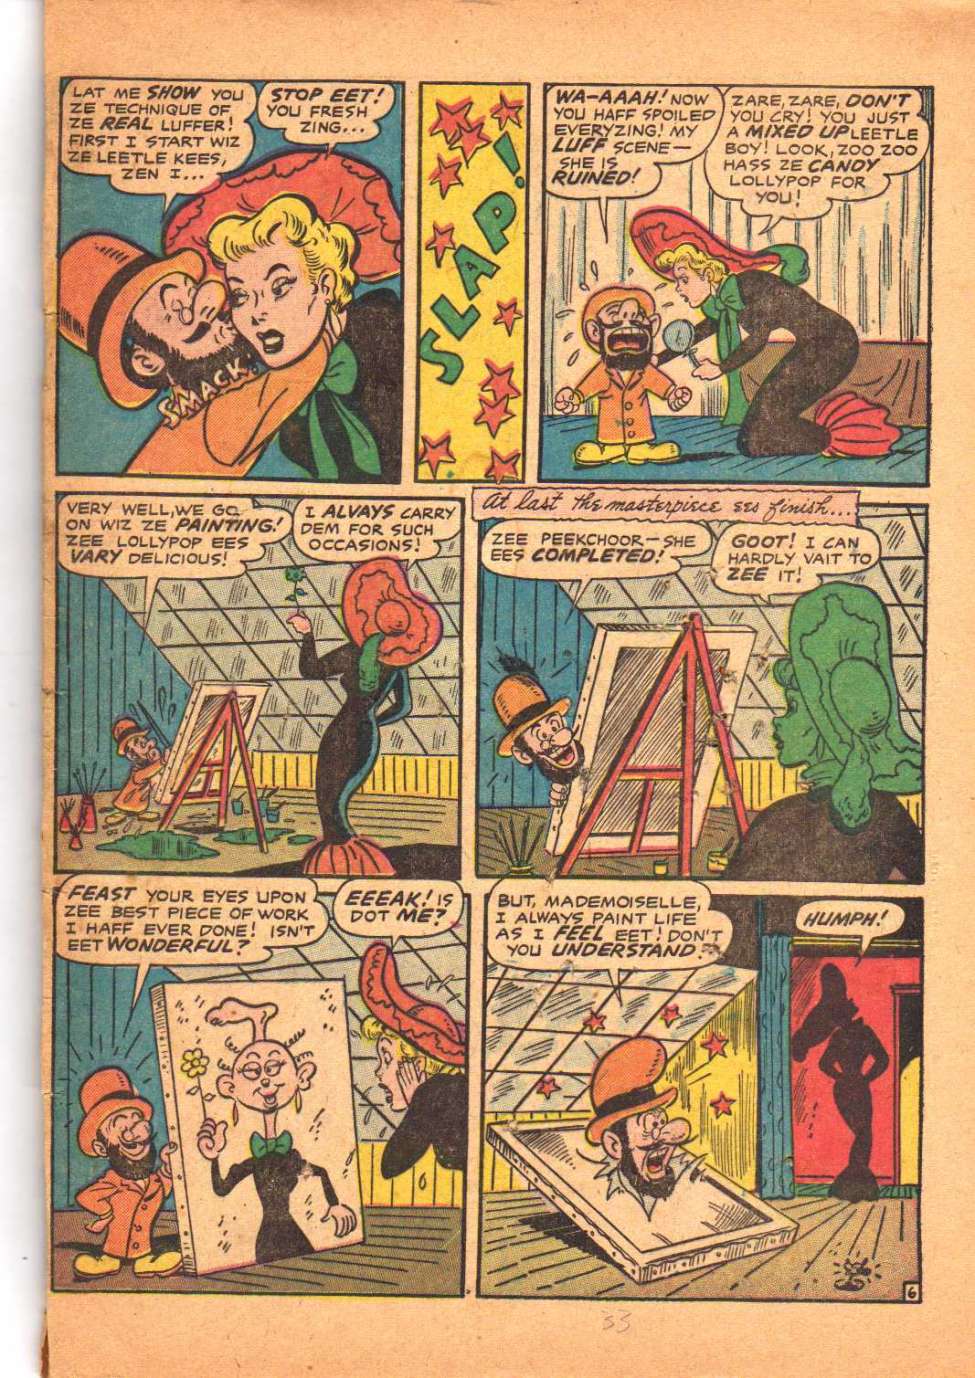 LAT ME SHOW YOU
ZE TECHNIQUE OF
ZE REAL LUFFER!
FIRST I START WIZ
ZE LEETLE KEES,
ZEN I...
STOP EET!
YOU FRESH
ZING...
SMACK!
SLAP!
WA-AAAH! NOW
YOU HAFF SPOILED
EVERYZING! MY
LUFF SCENE—
SHE IS
RUINED!
ZARE, ZARE, DON'T
YOU CRY! YOU JUST
A MIXED UP LEETLE
BOY! LOOK, ZOO ZOO
HASS ZE CANDY
LOLLYPOP FOR
YOU!
VERY WELL, WE GO
ON WIZ ZE PAINTING!
ZEE LOLLYPOP EES
VARY DELICIOUS!
I ALVAYS CARRY
DEM FOR SUCH
OCCASIONS!
At last the masterpiece ees finish...
ZEE PEEKCHOOR—SHE
EES COMPLETED!
GOOT! I CAN
HARDLY VAIT TO
ZEE IT!
FEAST YOUR EYES UPON
ZEE BEST PIECE OF WORK
I HAFF EVER DONE! ISN'T
EET WONDERFUL?
EEEAK! IS
DOT ME?
BUT, MADEMOISELLE,
I ALWAYS PAINT LIFE
AS I FEEL EET! DON'T
YOU UNDERSTAND?
HUMPH!
6
33